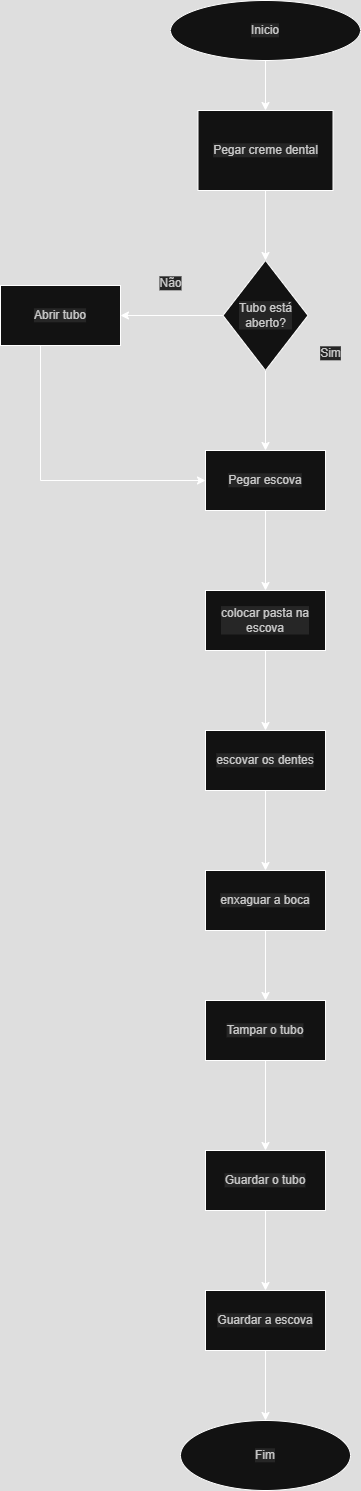 Inicio
Pegar creme dental
Não
Tubo está
aberto?
Abrir tubo
Sim
Pegar escova
colocar pasta na
escova
escovar os dentes
enxaguar a boca
Tampar o tubo
Guardar o tubo
Guardar a escova
Fim